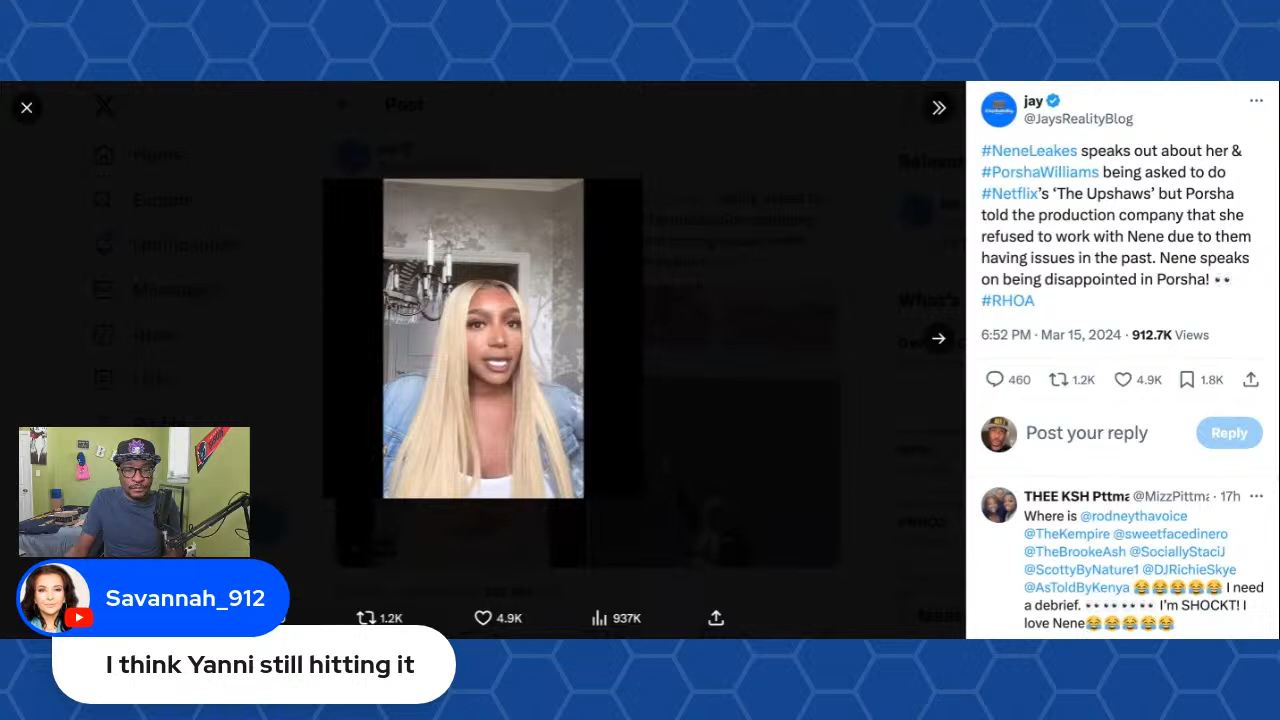 Post
jay
@JaysRealityBlog
#NeneLeakes speaks out about her &
#PorshaWilliams being asked to do
#Netflix's 'The Upshaws' but Porsha
told the production company that she
refused to work with Nene due to them
having issues in the past. Nene speaks
on being disappointed in Porsha! 👀
#RHOA
6:52 PM · Mar 15, 2024 · 912.7K Views
460 1.2K 4.9K 1.8K
Post your reply
Reply
THEE KSH Pttma @MizzPittma · 17h
Where is @rodneythavoice
@TheKempire @sweetfacedinero
@TheBrookeAsh @SociallyStaciJ
@ScottyByNature1 @DJRichieSkye
@AsToldByKenya 😂😂😂😂😂 I need
a debrief. 👀👀👀👀 I'm SHOCKT! I
love Nene😂😂😂😂😂
1.2K 4.9K 937K
Savannah_912
I think Yanni still hitting it